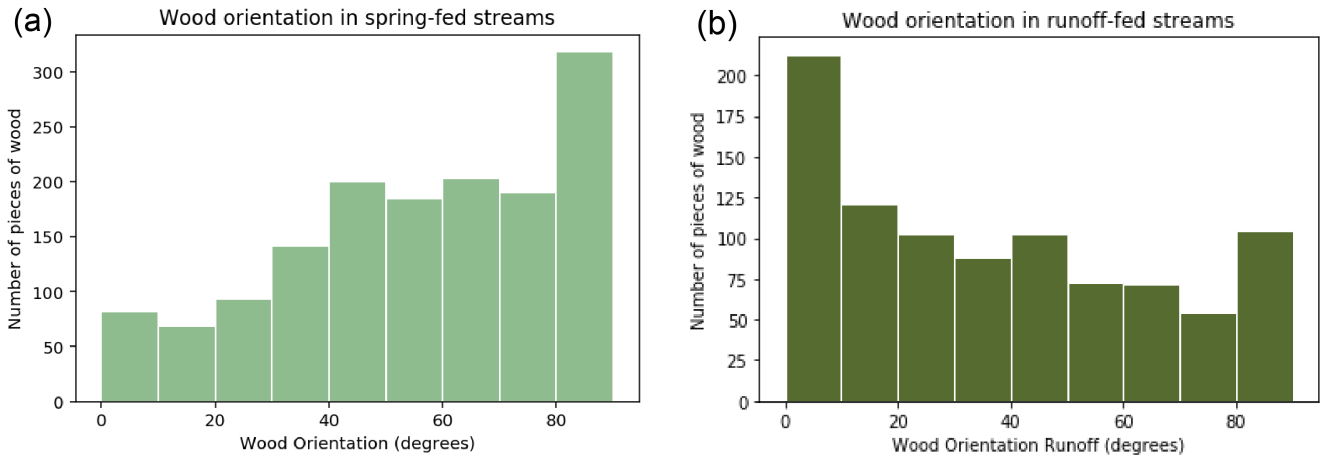 (a)
Wood orientation in spring-fed streams
Number of pieces of wood
300
250
200
150
100
50
0
0 20 40 60 80
Wood Orientation (degrees)
(b)
Wood orientation in runoff-fed streams
Number of pieces of wood
200
175
150
125
100
75
50
25
0
0 20 40 60 80
Wood Orientation Runoff (degrees)